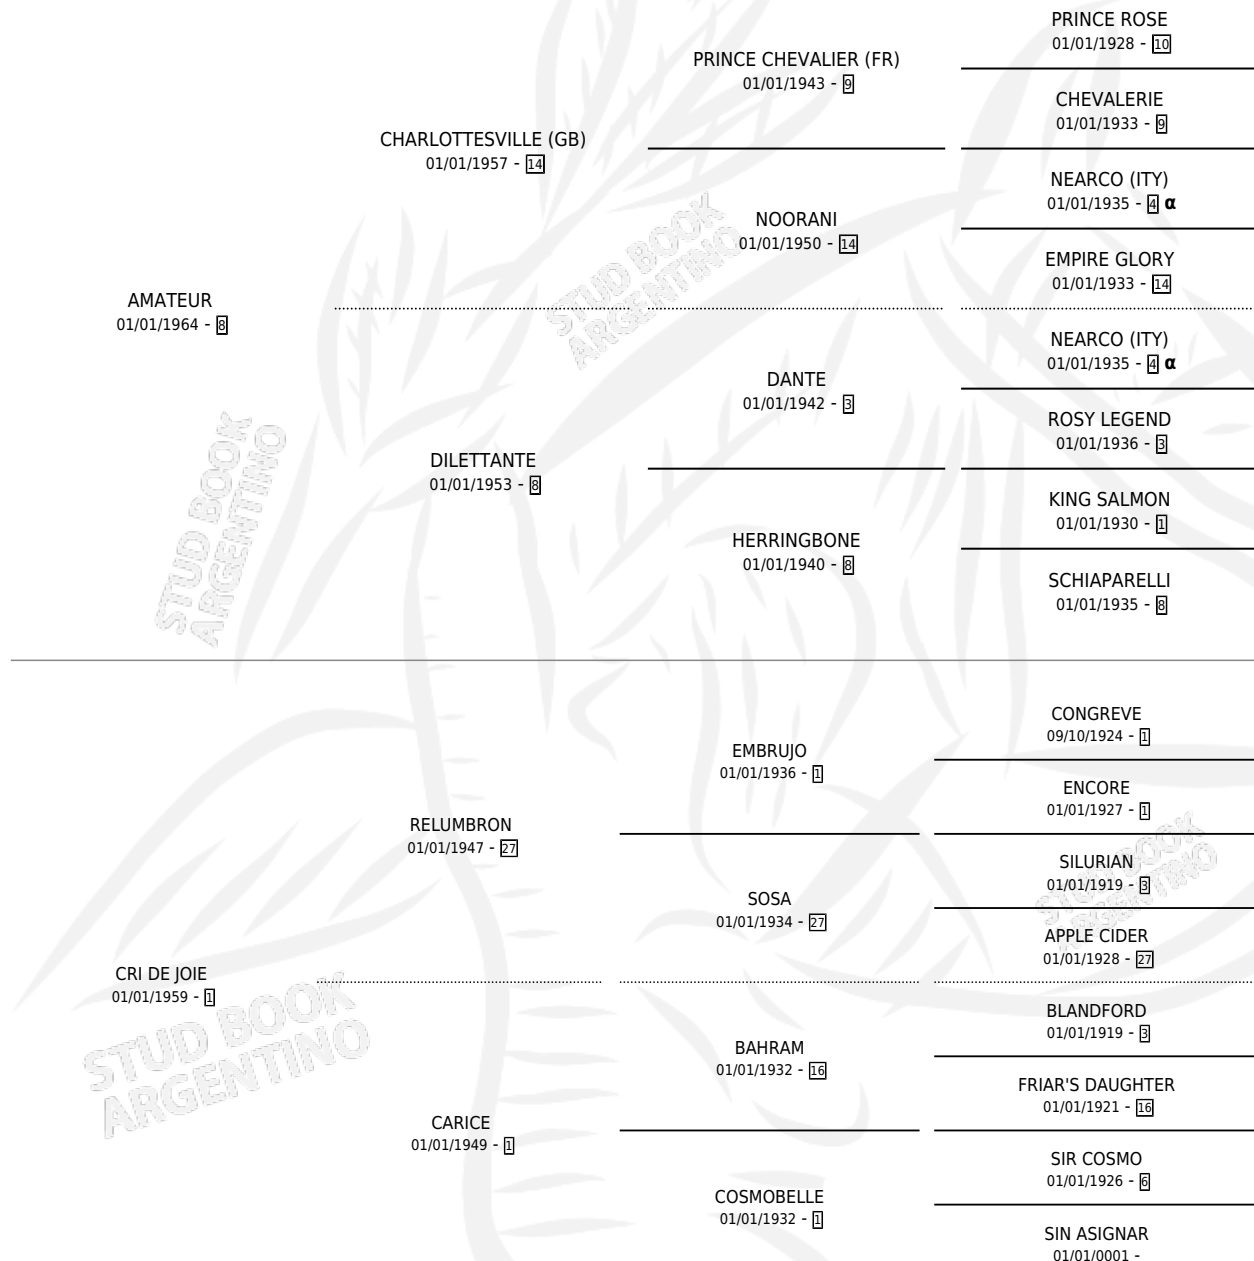 PRINCE ROSE
01/01/1928 - 10
PRINCE CHEVALIER (FR)
01/01/1943 - 9
CHEVALERIE
01/01/1933 - 9
CHARLOTTESVILLE (GB)
01/01/1957 - 14
NEARCO (ITY)
01/01/1935 - 4 α
NOORANI
01/01/1950 - 14
EMPIRE GLORY
01/01/1933 - 14
AMATEUR
01/01/1964 - 8
NEARCO (ITY)
01/01/1935 - 4 α
DANTE
01/01/1942 - 3
ROSY LEGEND
01/01/1936 - 3
DILETTANTE
01/01/1953 - 8
KING SALMON
01/01/1930 - 1
HERRINGBONE
01/01/1940 - 8
SCHIAPARELLI
01/01/1935 - 8
CONGREVE
09/10/1924 - 1
EMBRUJO
01/01/1936 - 1
ENCORE
01/01/1927 - 1
RELUMBRON
01/01/1947 - 27
SILURIAN
01/01/1919 - 3
SOSA
01/01/1934 - 27
APPLE CIDER
01/01/1928 - 27
CRI DE JOIE
01/01/1959 - 1
BLANDFORD
01/01/1919 - 3
BAHRAM
01/01/1932 - 16
FRIAR'S DAUGHTER
01/01/1921 - 16
CARICE
01/01/1949 - 1
SIR COSMO
01/01/1926 - 6
COSMOBELLE
01/01/1932 - 1
SIN ASIGNAR
01/01/0001 -
STUD BOOK
ARGENTINO
STUD BOOK
ARGENTINO
STUD BOOK
ARGENTINO
STUD BOOK
ARGENTINO